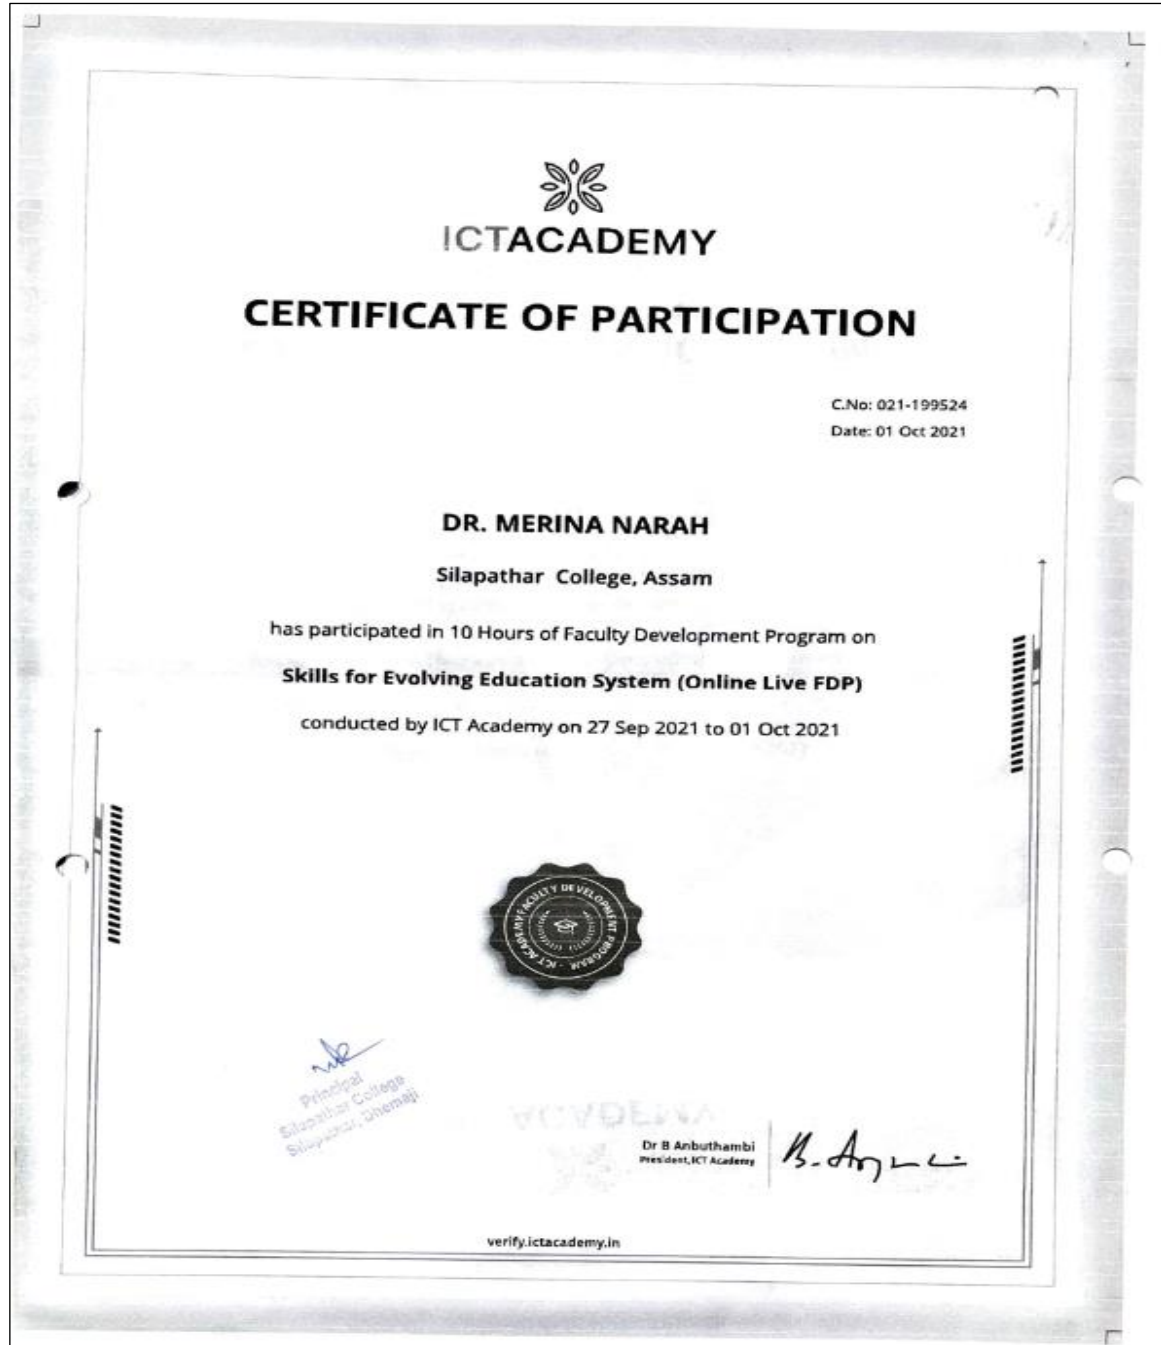 ICTACADEMY
CERTIFICATE OF PARTICIPATION
C.No: 021-199524
Date: 01 Oct 2021
DR. MERINA NARAH
Silapathar College, Assam
has participated in 10 Hours of Faculty Development Program on
Skills for Evolving Education System (Online Live FDP)
conducted by ICT Academy on 27 Sep 2021 to 01 Oct 2021
ICT ACADEMY FACULTY DEVELOPMENT PROGRAM -
Principal
Silapathar College
Silapathar, Dhemaji
ACADEMY
Dr B Anbuthambi
President, ICT Academy
verify.ictacademy.in